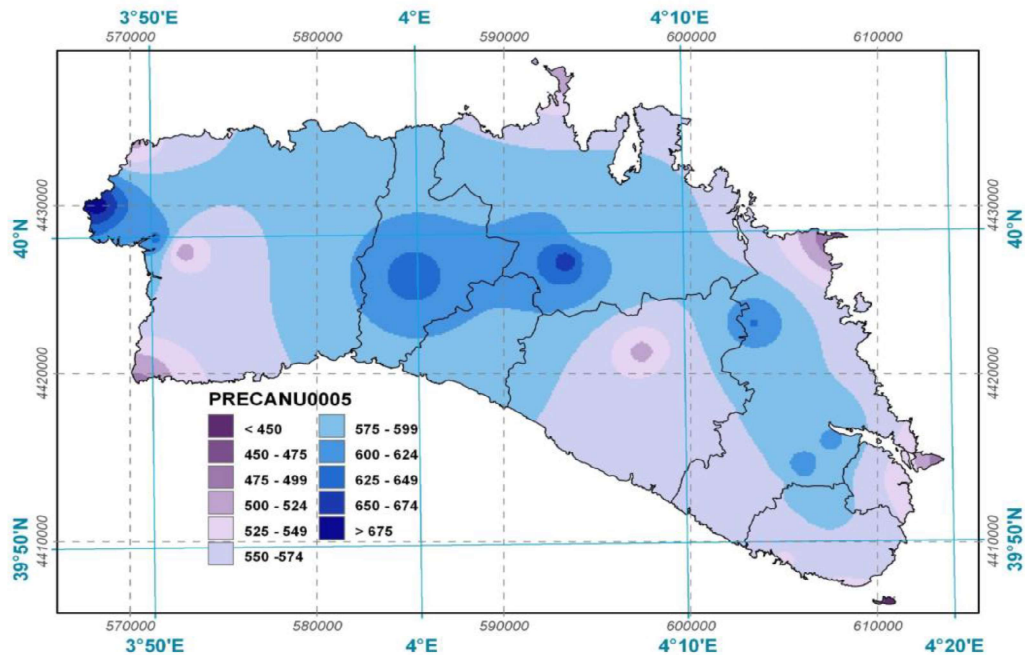 3°50'E 4°E 4°10'E
570000 580000 590000 600000 610000
4430000 4430000
40°N 40°N
4420000 4420000
PRECANU0005
< 450 575 - 599
450 - 475 600 - 624
475 - 499 625 - 649
500 - 524 650 - 674
525 - 549 > 675
550 -574
4410000 4410000
39°50'N 39°50'N
570000 580000 590000 600000 610000
3°50'E 4°E 4°10'E 4°20'E